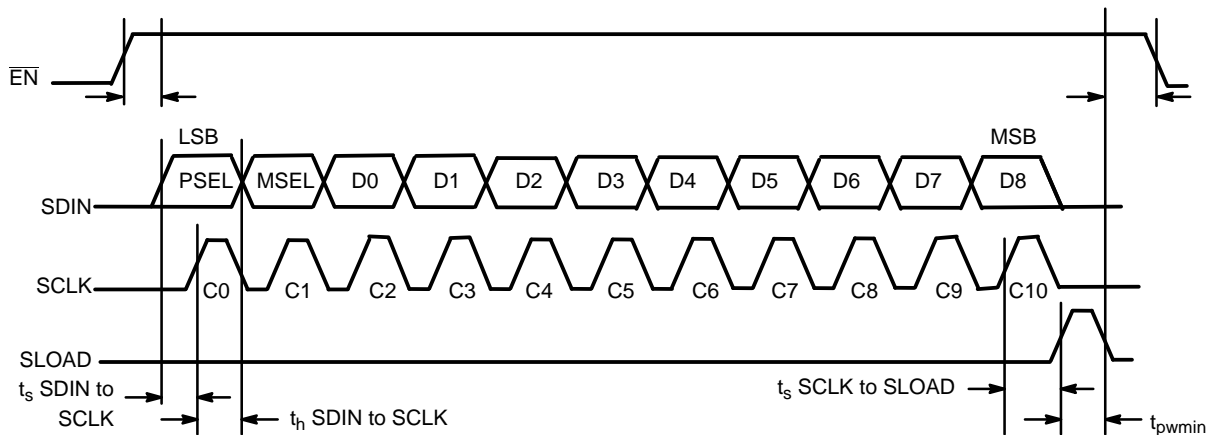 EN
LSB MSB
PSEL MSEL D0 D1 D2 D3 D4 D5 D6 D7 D8
SDIN
SCLK
C0 C1 C2 C3 C4 C5 C6 C7 C8 C9 C10
SLOAD
ts SDIN to
SCLK
th SDIN to SCLK
ts SCLK to SLOAD
tpwmin